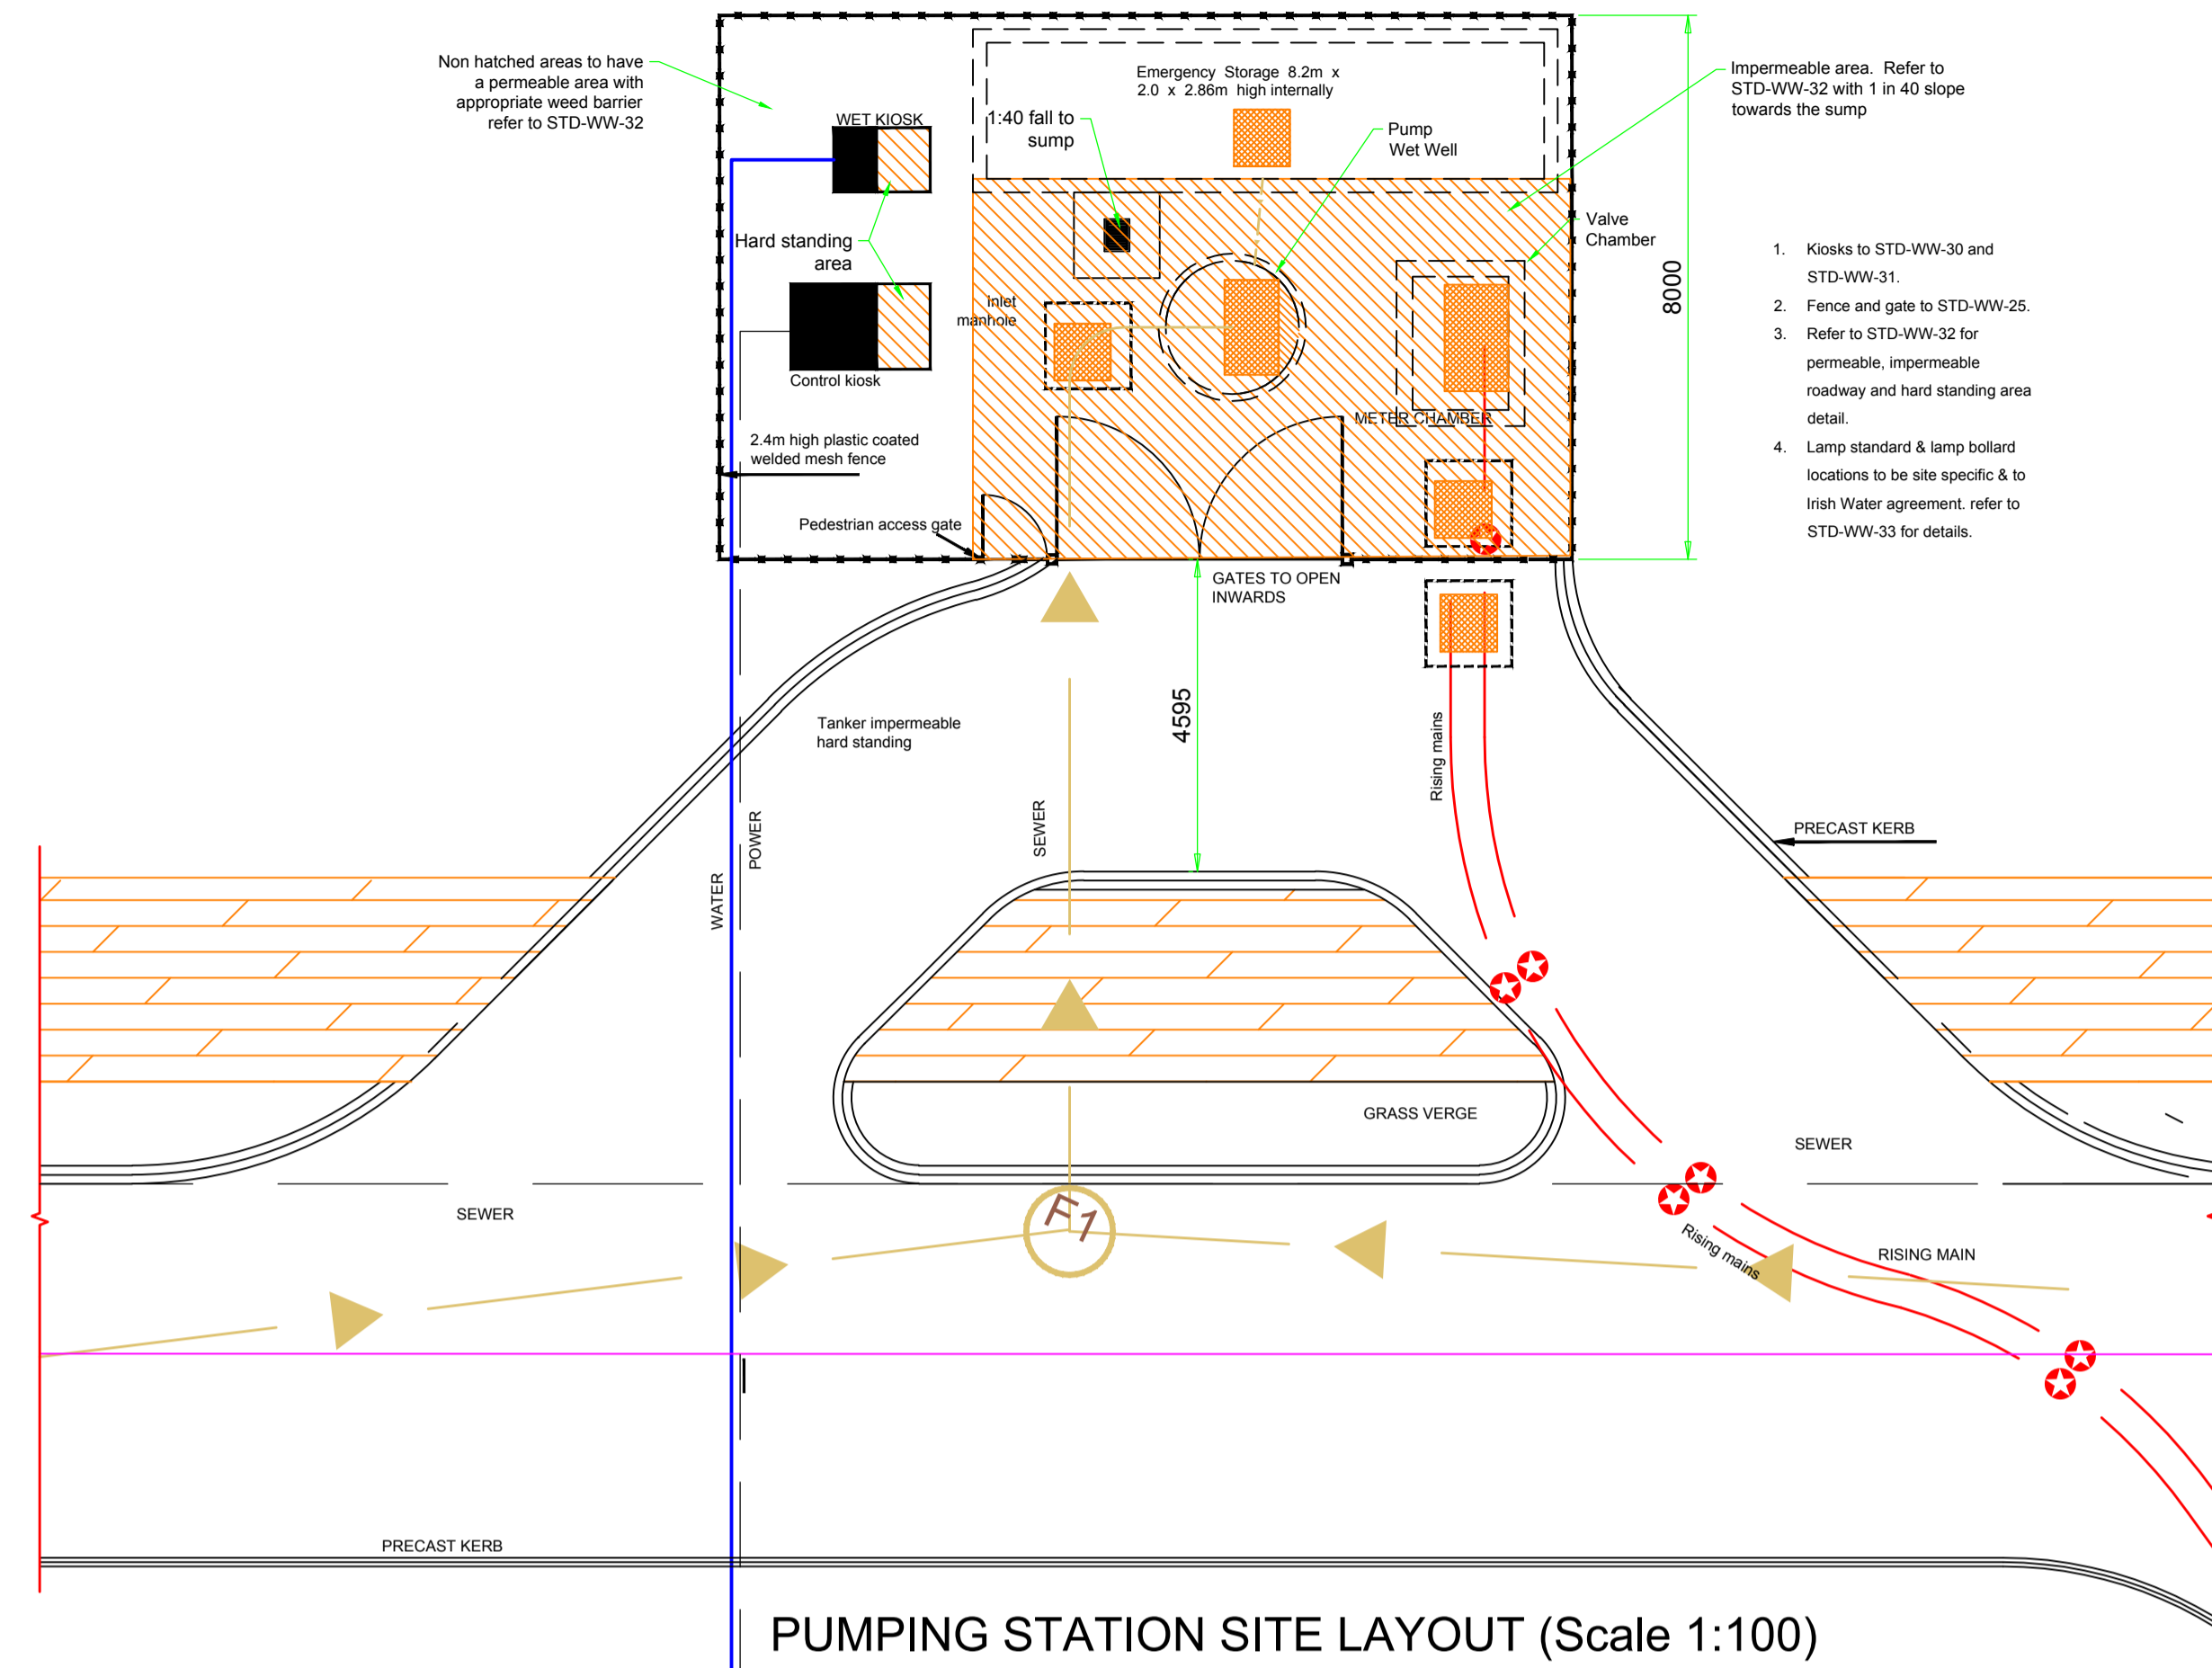 Non hatched areas to have
a permeable area with
appropriate weed barrier
refer to STD-WW-32
WET KIOSK
Emergency Storage 8.2m x
2.0 x 2.86m high internally
1:40 fall to
sump
Pump
Wet Well
Impermeable area. Refer to
STD-WW-32 with 1 in 40 slope
towards the sump
Valve
Chamber
Hard standing
area
8000
Inlet
manhole
Control kiosk
METER CHAMBER
2.4m high plastic coated
welded mesh fence
Pedestrian access gate
1. Kiosks to STD-WW-30 and
STD-WW-31.
2. Fence and gate to STD-WW-25.
3. Refer to STD-WW-32 for
permeable, impermeable
roadway and hard standing area
detail.
4. Lamp standard & lamp bollard
locations to be site specific & to
Irish Water agreement. refer to
STD-WW-33 for details.
GATES TO OPEN
INWARDS
4595
Tanker impermeable
hard standing
Rising mains
SEWER
POWER
WATER
PRECAST KERB
GRASS VERGE
SEWER
SEWER
F1
Rising mains
RISING MAIN
PRECAST KERB
PUMPING STATION SITE LAYOUT (Scale 1:100)